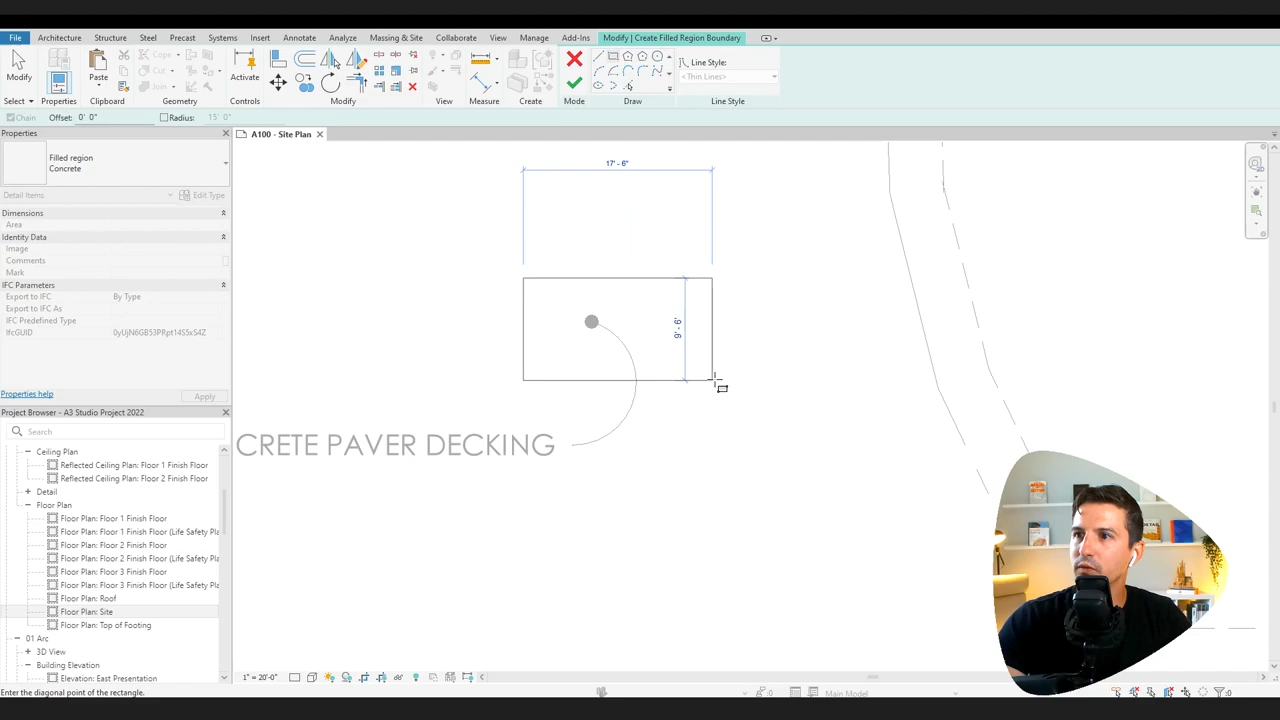 File Architecture Structure Steel Precast Systems Insert Annotate Analyze Massing & Site Collaborate View Manage Add-Ins Modify | Create Filled Region Boundary
Modify
Paste
Cope
Cut
Join
Activate
Line Style:
<Thin Lines>
Select Properties Clipboard Geometry Controls Modify View Measure Create Mode Draw Line Style
Chain Offset: 0' 0" Radius: 15' 0"
Properties
A100 - Site Plan
Filled region
Concrete
Detail Items Edit Type
Dimensions
Area
Identity Data
Image
Comments
Mark
IFC Parameters
Export to IFC By Type
Export to IFC As
IFC Predefined Type
IfcGUID 0yUjN6GB53PRpt14S5xS4Z
Properties help Apply
17' - 6"
9' - 6"
CRETE PAVER DECKING
Project Browser - A3 Studio Project 2022
Search
Ceiling Plan
Reflected Ceiling Plan: Floor 1 Finish Floor
Reflected Ceiling Plan: Floor 2 Finish Floor
Detail
Floor Plan
Floor Plan: Floor 1 Finish Floor
Floor Plan: Floor 1 Finish Floor (Life Safety Pla
Floor Plan: Floor 2 Finish Floor
Floor Plan: Floor 2 Finish Floor (Life Safety Pla
Floor Plan: Floor 3 Finish Floor
Floor Plan: Floor 3 Finish Floor (Life Safety Pla
Floor Plan: Roof
Floor Plan: Site
Floor Plan: Top of Footing
01 Arc
3D View
Building Elevation
Elevation: East Presentation
1" = 20'-0"
Enter the diagonal point of the rectangle.
:0
Main Model
:0